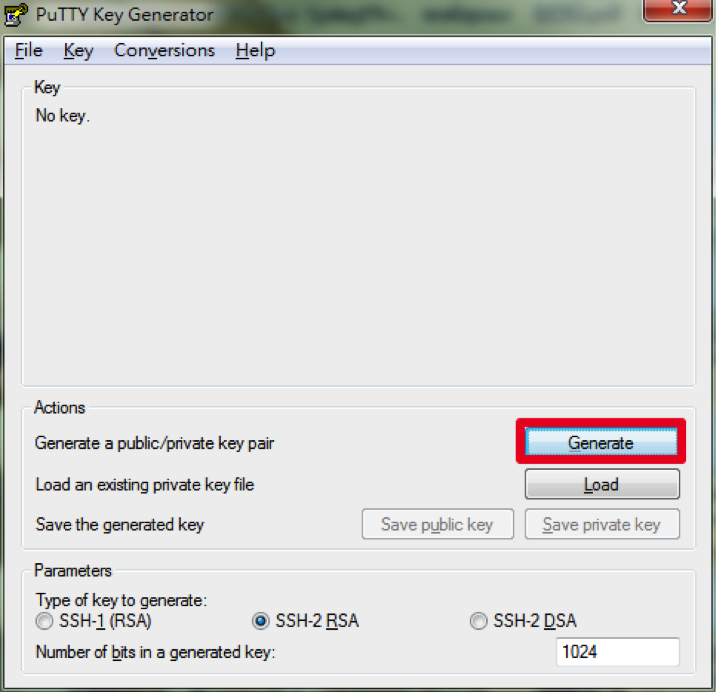 PuTTY Key Generator
File Key Conversions Help
Key
No key.
Actions
Generate a public/private key pair
Generate
Load an existing private key file
Load
Save the generated key
Save public key
Save private key
Parameters
Type of key to generate:
SSH-1 (RSA)
SSH-2 RSA
SSH-2 DSA
Number of bits in a generated key:
1024